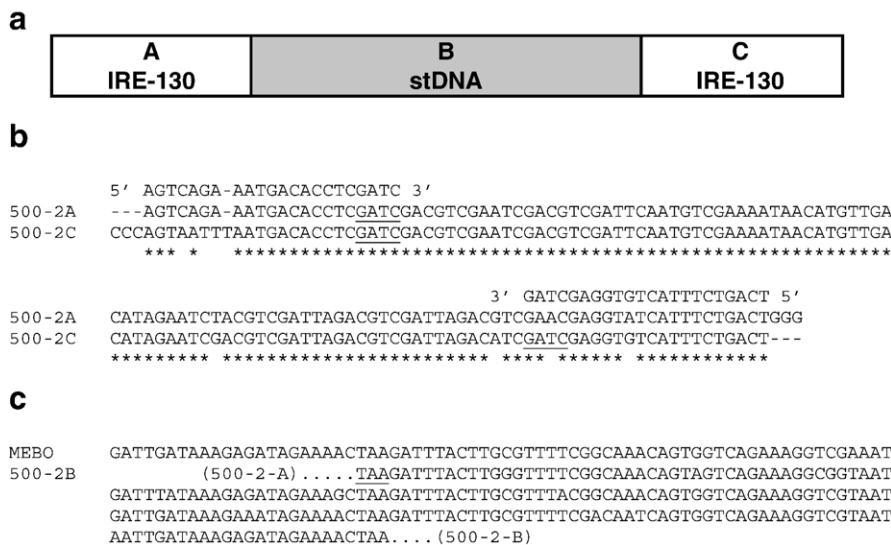 a
A
IRE-130
B
stDNA
C
IRE-130
b
5' AGTCAGA-AATGACACCTCGATC 3'
500-2A ---AGTCAGA-AATGACACCTCGATCGACGTCGAATCGACGTCGATTCAATGTCGAAAATAACATGTTGA
500-2C CCCAGTAATTTAATGACACCTCGATCGACGTCGAATCGACGTCGATTCAATGTCGAAAATAACATGTTGA
*** *   ***********************************************************
3' GATCGAGGTGTCATTTCTGACT 5'
500-2A CATAGAATCTACGTCGATTAGACGTCGATTAGACGTCGAACGAGGTATCATTTCTGACTGGG
500-2C CATAGAATCGACGTCGATTAGACGTCGATTAGACATCGATCGAGGTGTCATTTCTGACT---
********* ************************ **** ****** ************
c
MEBO GATTGATAAAGAGATAGAAAACTAAGATTTACTTGCGTTTTCGGCAAACAGTGGTCAGAAAGGTCGAAAT
500-2B (500-2-A).....TAAGATTTACTTGGGTTTTCGGCAAACAGTAGTCAGAAAGGCGGTAAT
GATTTATAAAGAGATAGAAAGCTAAGATTTACTTGCGTTTACGGCAAACAGTGGTCAGAAAGGTCGTAAT
GATTGATAAAGAAATAGAAAACTAAGATTTACTTGCGTTTTCGACAATCAGTGGTCAGAAAGGTCGTAAT
AATTGATAAAGAGATAGAAAACTAA....(500-2-B)